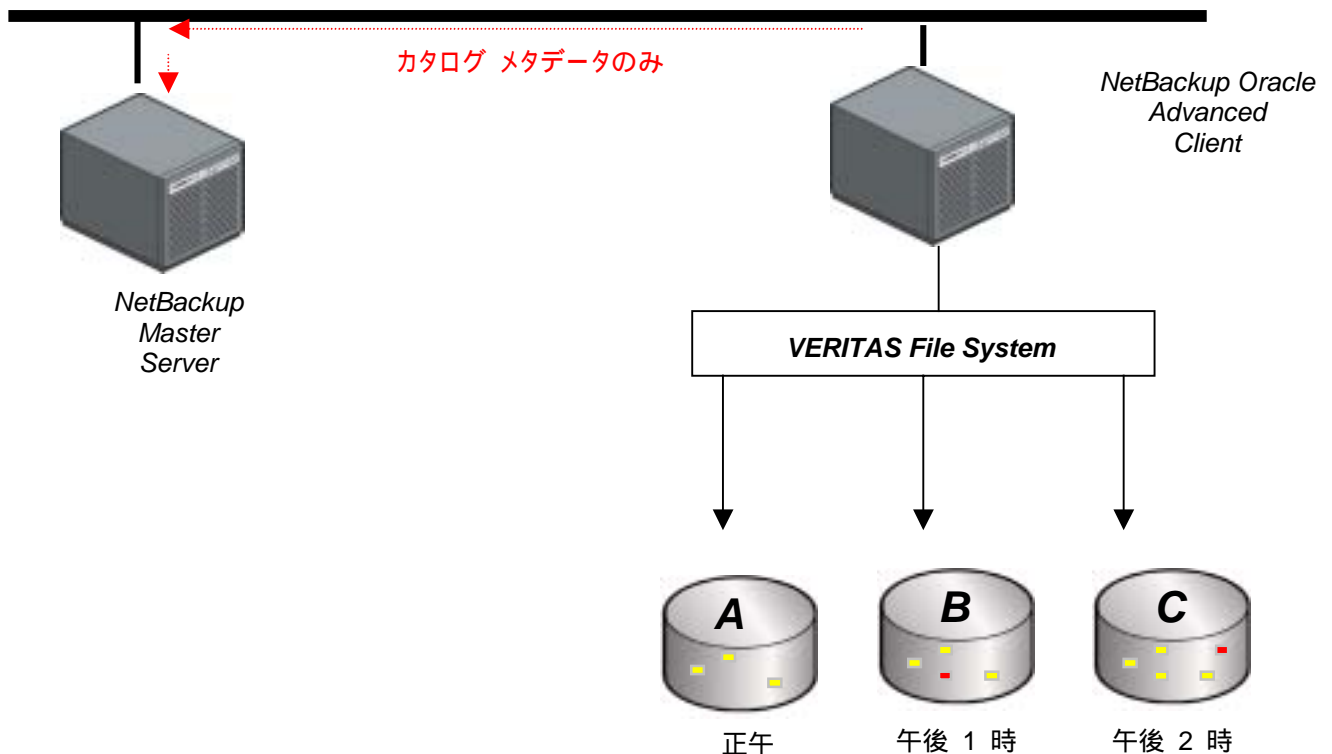 カタログ メタデータのみ
NetBackup Oracle
Advanced
Client
NetBackup
Master
Server
VERITAS File System
A
B
C
正午
午後 1 時
午後 2 時